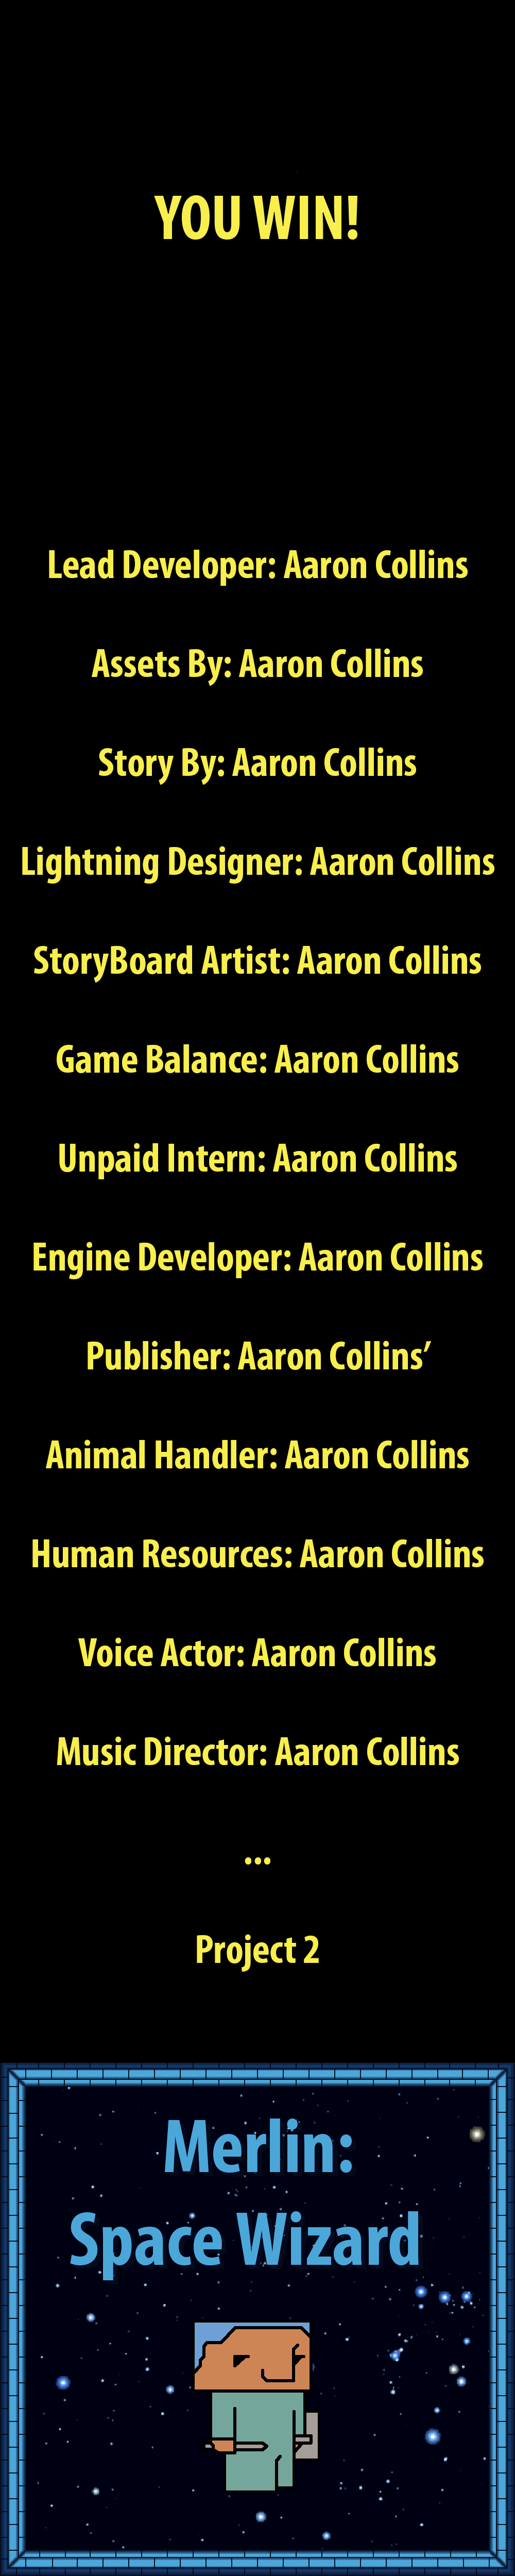 YOU WIN!
Lead Developer: Aaron Collins
Assets By: Aaron Collins
Story By: Aaron Collins
Lightning Designer: Aaron Collins
StoryBoard Artist: Aaron Collins
Game Balance: Aaron Collins
Unpaid Intern: Aaron Collins
Engine Developer: Aaron Collins
Publisher: Aaron Collins’
Animal Handler: Aaron Collins
Human Resources: Aaron Collins
Voice Actor: Aaron Collins
Music Director: Aaron Collins
...
Project 2
Merlin:
Space Wizard